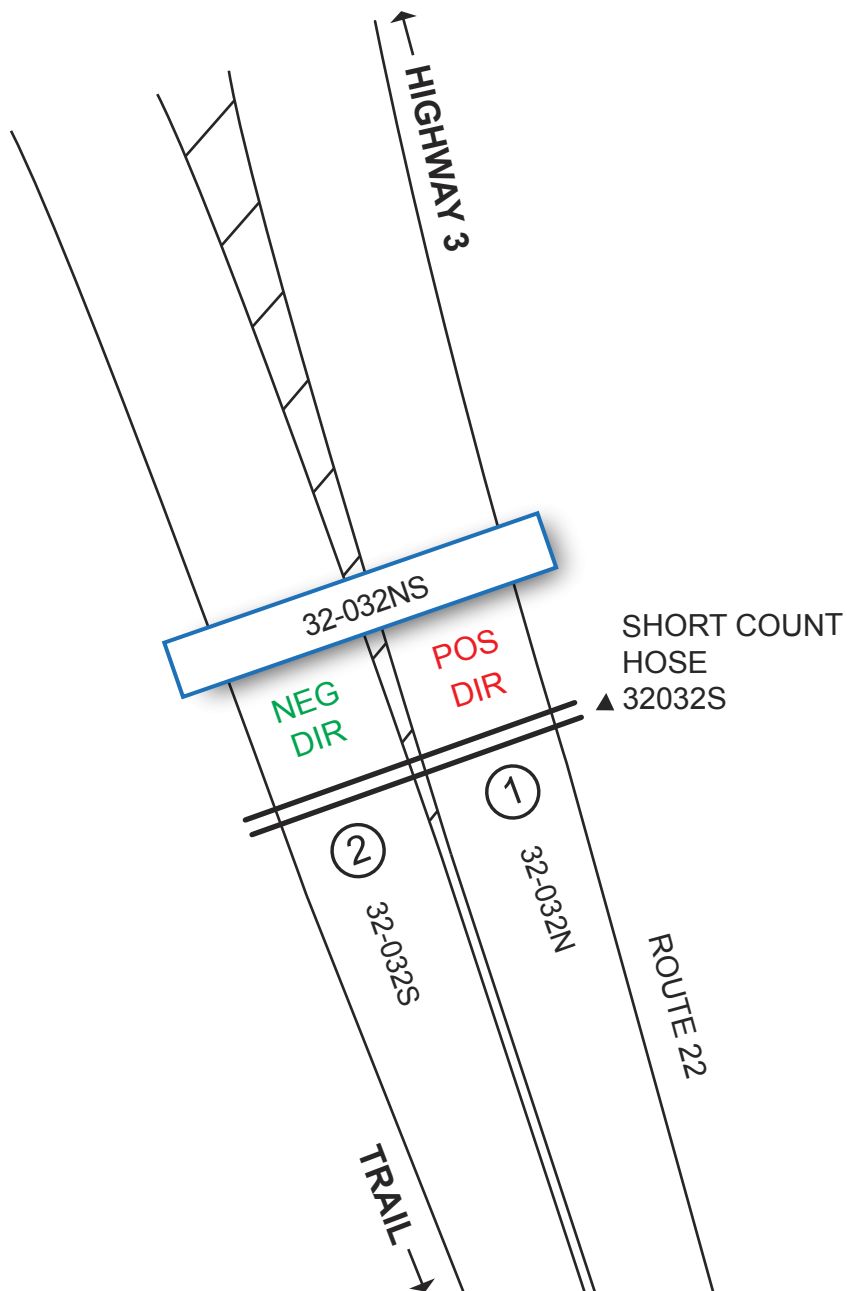 HIGHWAY 3
32-032NS
POS
DIR
NEG
DIR
SHORT COUNT
HOSE
▲ 32032S
1
2
32-032N
32-032S
ROUTE 22
TRAIL